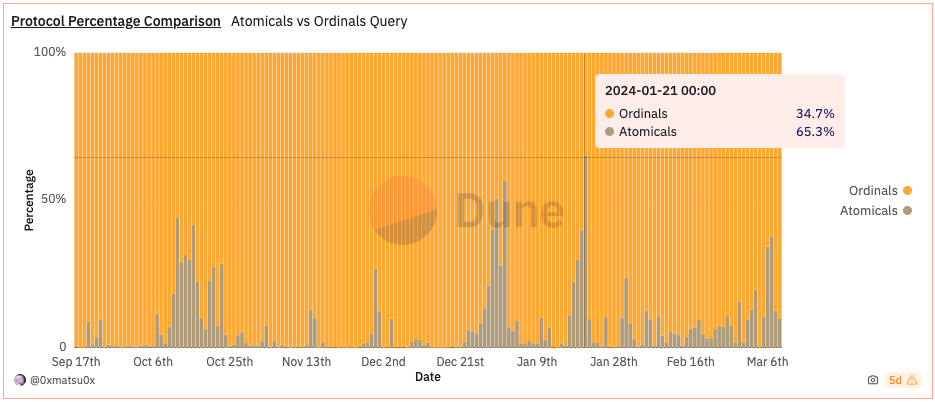 Protocol Percentage Comparison Atomicals vs Ordinals Query
100%
2024-01-21 00:00
Ordinals 34.7%
Atomicals 65.3%
50%
Percentage
Dune
Ordinals
Atomicals
0
Sep 17th Oct 6th Oct 25th Nov 13th Dec 2nd Dec 21st Jan 9th Jan 28th Feb 16th Mar 6th
Date
@0xmatsu0x
5d